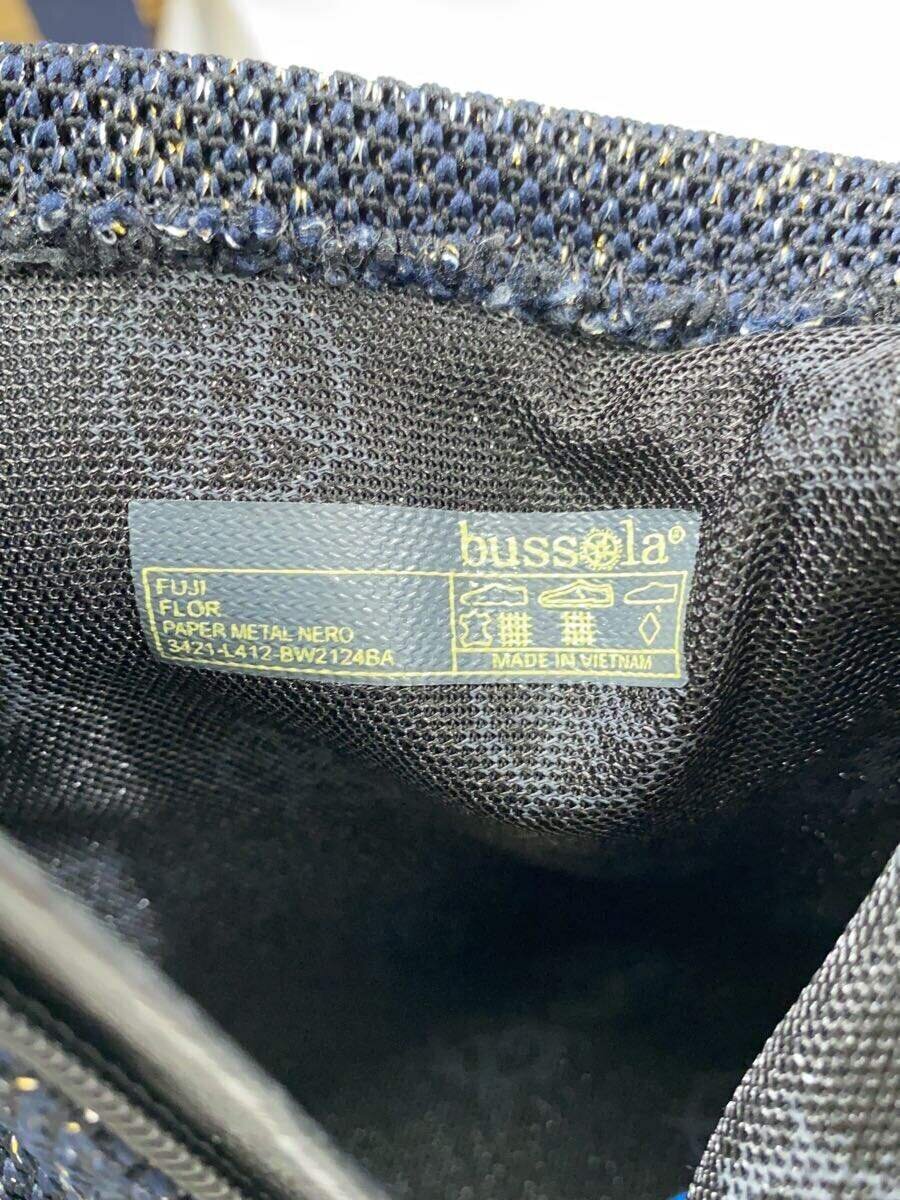 bussola®
FUJI
FLOR
PAPER METAL NERO
3421-L412-BW2124BA
MADE IN VIETNAM